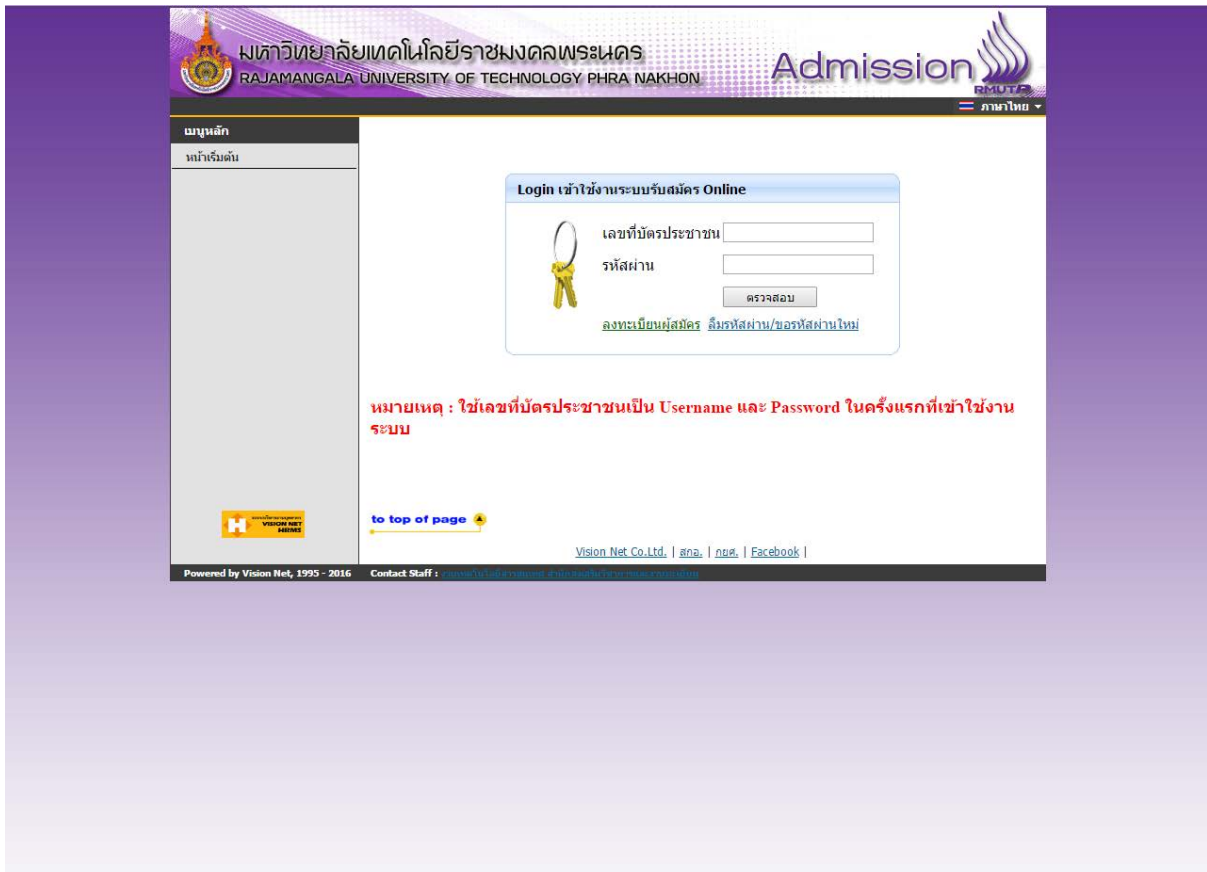 มหาวิทยาลัยเทคโนโลยีราชมงคลพระนคร
RAJAMANGALA UNIVERSITY OF TECHNOLOGY PHRA NAKHON
Admission
RMUTP
ภาษาไทย
เมนูหลัก
หน้าเริ่มต้น
Login เข้าใช้งานระบบรับสมัคร Online
เลขที่บัตรประชาชน
รหัสผ่าน
ตรวจสอบ
ลงทะเบียนผู้สมัคร ลืมรหัสผ่าน/ขอรหัสผ่านใหม่
หมายเหตุ : ใช้เลขที่บัตรประชาชนเป็น Username และ Password ในครั้งแรกที่เข้าใช้งาน
ระบบ
VISION NET
HRMS
to top of page
Vision Net Co.Ltd. | สกอ. | กยศ. | Facebook |
Powered by Vision Net, 1995 - 2016 Contact Staff :